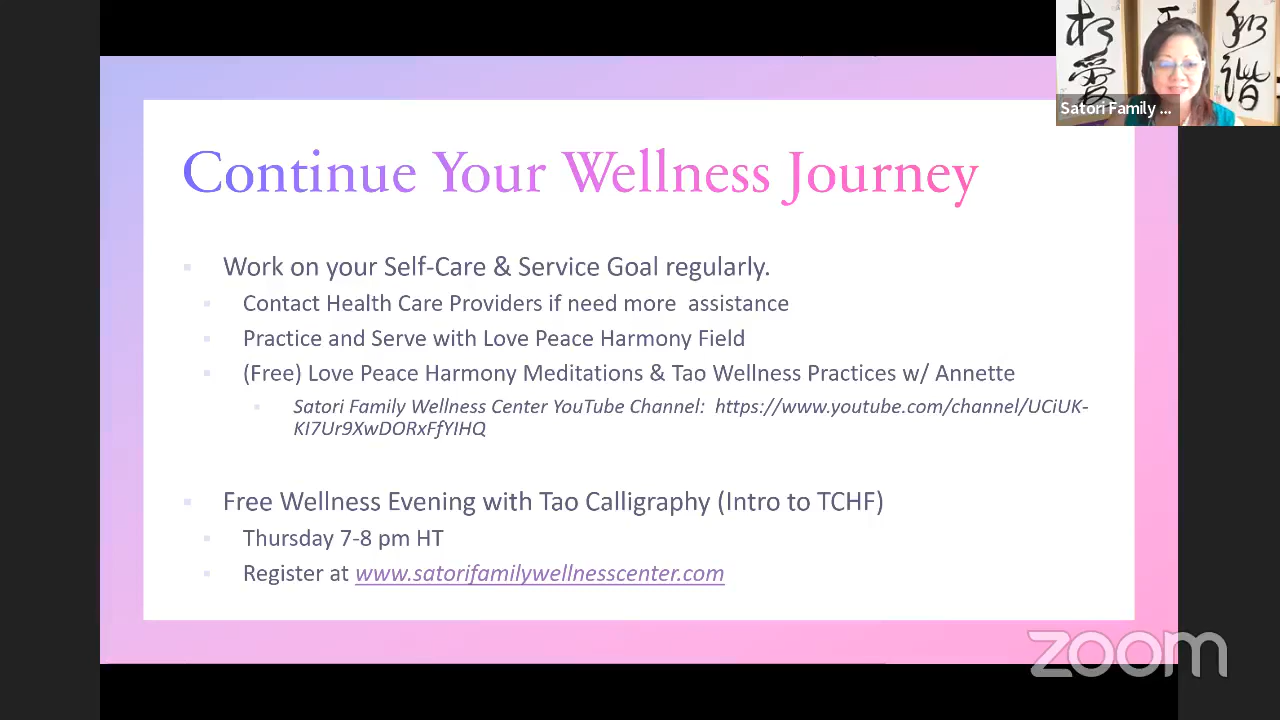 Continue Your Wellness Journey
Work on your Self-Care & Service Goal regularly.
Contact Health Care Providers if need more assistance
Practice and Serve with Love Peace Harmony Field
(Free) Love Peace Harmony Meditations & Tao Wellness Practices w/ Annette
Satori Family Wellness Center YouTube Channel: https://www.youtube.com/channel/UCiUK-
KI7Ur9XwDORxFfYIHQ
Free Wellness Evening with Tao Calligraphy (Intro to TCHF)
Thursday 7-8 pm HT
Register at www.satorifamilywellnesscenter.com
Satori Family ...
和谐
zoom